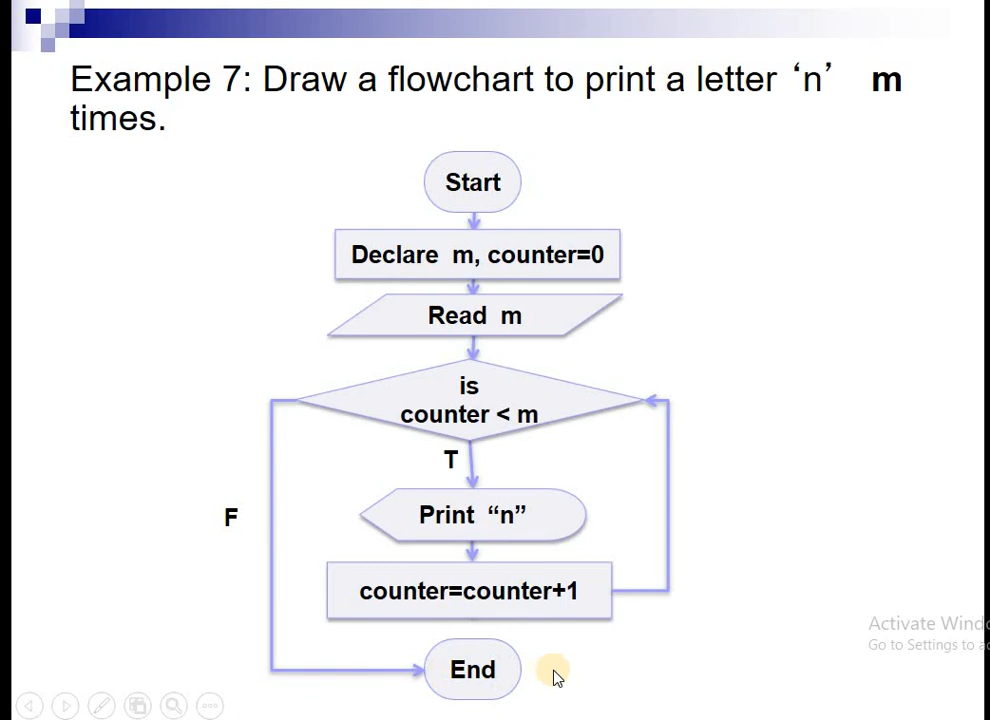 Example 7: Draw a flowchart to print a letter ‘n’ m
times.
Start
Declare m, counter=0
Read m
is
counter < m
T
F
Print “n”
counter=counter+1
End
Activate Windo
Go to Settings to a